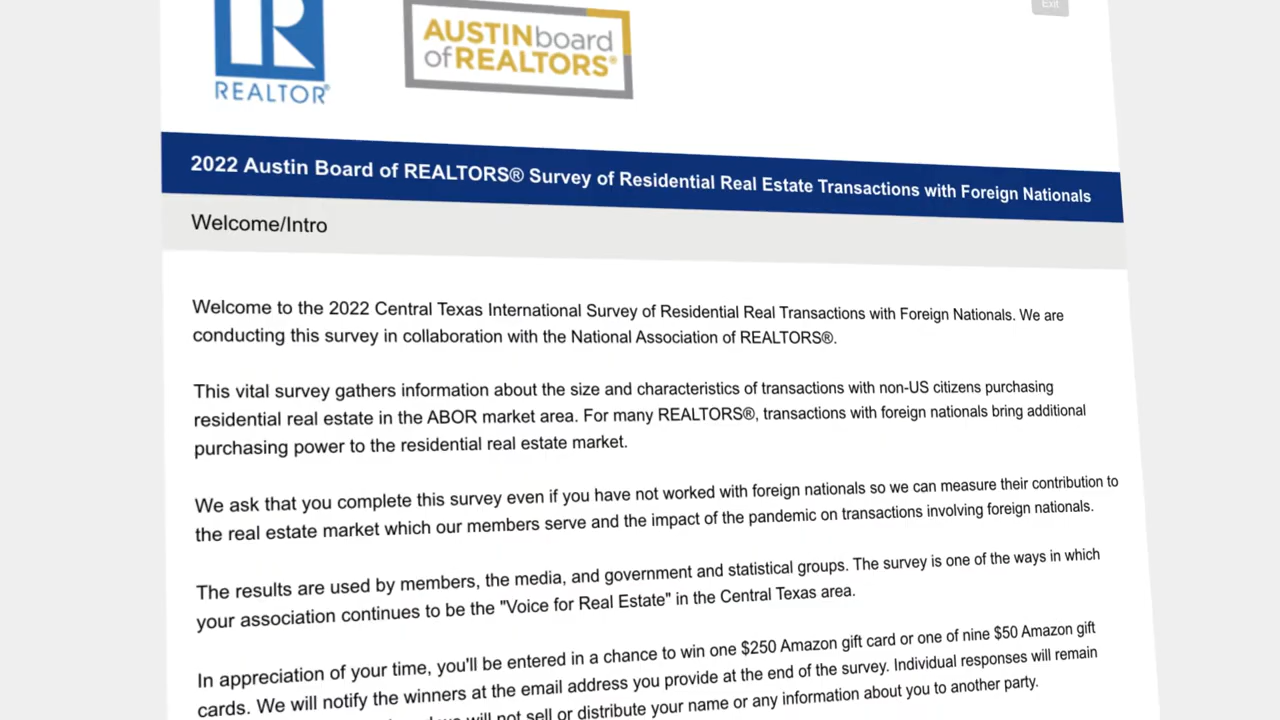 Exit
R
REALTOR®
AUSTINboard
ofREALTORS®
2022 Austin Board of REALTORS® Survey of Residential Real Estate Transactions with Foreign Nationals
Welcome/Intro
Welcome to the 2022 Central Texas International Survey of Residential Real Transactions with Foreign Nationals. We are
conducting this survey in collaboration with the National Association of REALTORS®.
This vital survey gathers information about the size and characteristics of transactions with non-US citizens purchasing
residential real estate in the ABOR market area. For many REALTORS®, transactions with foreign nationals bring additional
purchasing power to the residential real estate market.
We ask that you complete this survey even if you have not worked with foreign nationals so we can measure their contribution to
the real estate market which our members serve and the impact of the pandemic on transactions involving foreign nationals.
The results are used by members, the media, and government and statistical groups. The survey is one of the ways in which
your association continues to be the "Voice for Real Estate" in the Central Texas area.
In appreciation of your time, you'll be entered in a chance to win one $250 Amazon gift card or one of nine $50 Amazon gift
cards. We will notify the winners at the email address you provide at the end of the survey. Individual responses will remain
will not sell or distribute your name or any information about you to another party.